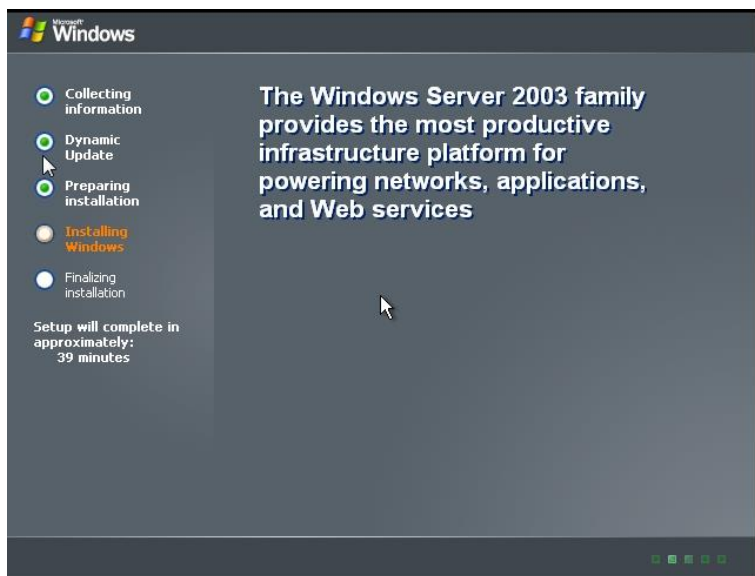 Microsoft
Windows
Collecting
information
Dynamic
Update
Preparing
installation
Installing
Windows
Finalizing
installation
Setup will complete in
approximately:
39 minutes
The Windows Server 2003 family
provides the most productive
infrastructure platform for
powering networks, applications,
and Web services